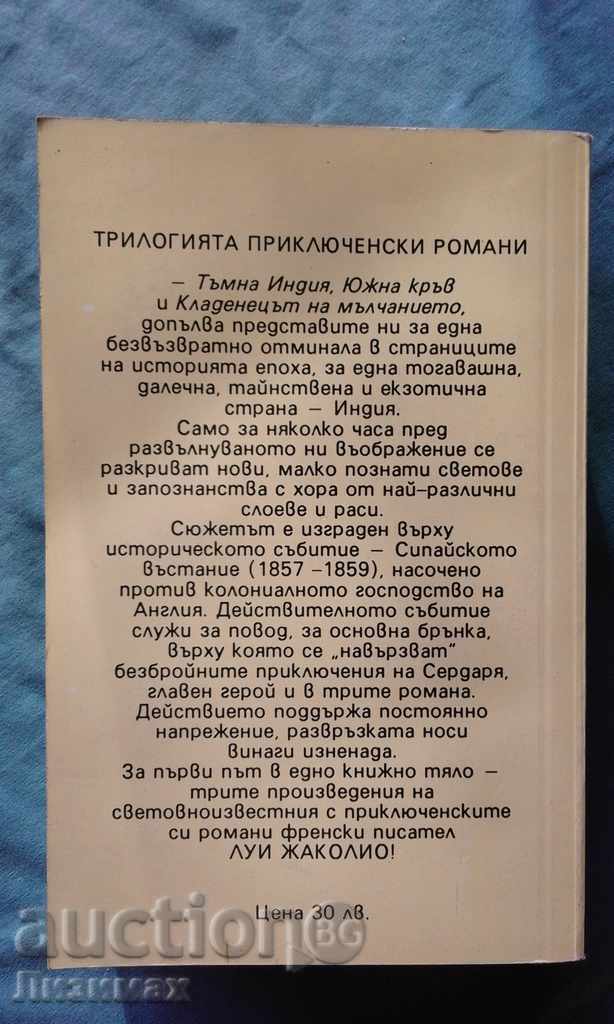 ТРИЛОГИЯТА ПРИКЛЮЧЕНСКИ РОМАНИ
– Тъмна Индия, Южна кръв
и Кладенецът на мълчанието,
допълва представите ни за една
безвъзвратно отминала в страниците
на историята епоха, за една тогавашна,
далечна, тайнствена и екзотична
страна – Индия.
Само за няколко часа пред
развълнуваното ни въображение се
разкриват нови, малко познати светове
и запознанства с хора от най–различни
слоеве и раси.
Сюжетът е изграден върху
историческото събитие – Сипайското
въстание (1857 –1859), насочено
против колониалното господство на
Англия. Действителното събитие
служи за повод, за основна брънка,
върху която се „навързват”
безбройните приключения на Сердаря,
главен герой и в трите романа.
Действието поддържа постоянно
напрежение, развръзката носи
винаги изненада.
За първи път в едно книжно тяло –
трите произведения на
световноизвестния с приключенските
си романи френски писател
ЛУИ ЖАКОЛИО!
Цена 30 лв.
auction BG
Лизимах